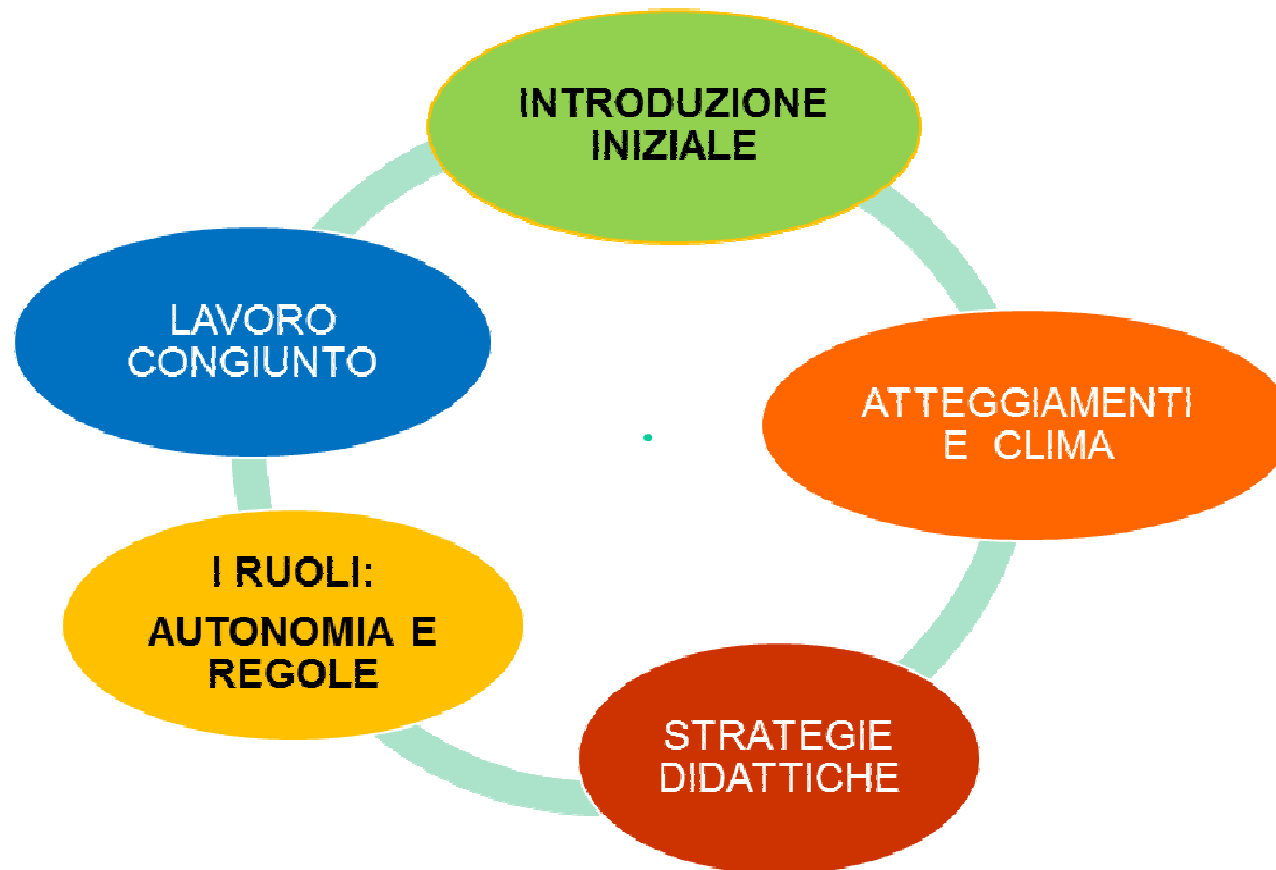 INTRODUZIONE
INIZIALE
ATTEGGIAMENTI
E CLIMA
STRATEGIE
DIDATTICHE
I RUOLI:
AUTONOMIA E
REGOLE
LAVORO
CONGIUNTO